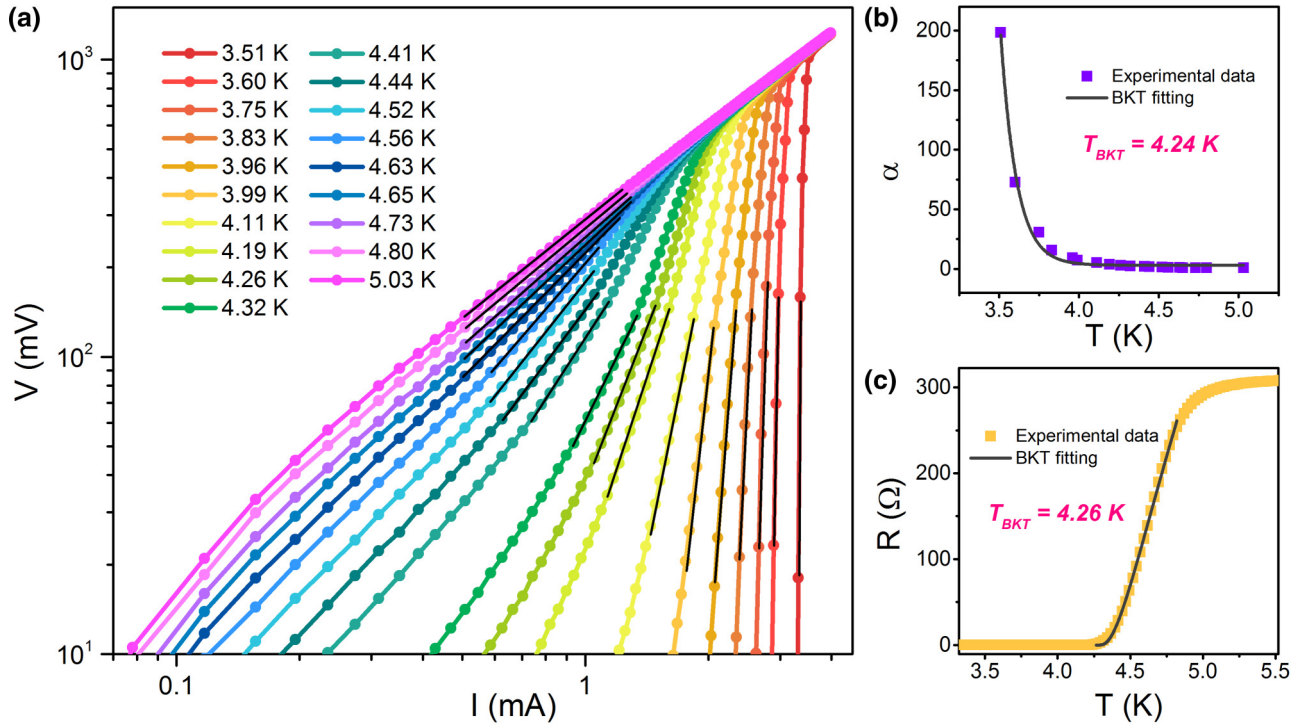 (a)
10³
10²
10¹
V (mV)
0.1
1
I (mA)
3.51 K
3.60 K
3.75 K
3.83 K
3.96 K
3.99 K
4.11 K
4.19 K
4.26 K
4.32 K
4.41 K
4.44 K
4.52 K
4.56 K
4.63 K
4.65 K
4.73 K
4.80 K
5.03 K
(b)
200
150
100
50
0
α
Experimental data
BKT fitting
T_BKT = 4.24 K
3.5 4.0 4.5 5.0
T (K)
(c)
300
200
100
0
R (Ω)
Experimental data
BKT fitting
T_BKT = 4.26 K
3.5 4.0 4.5 5.0 5.5
T (K)